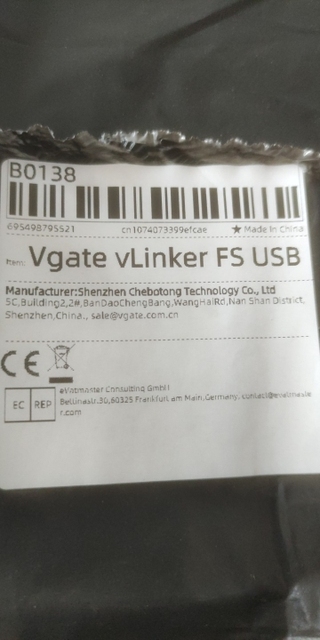 B0138
695498795521 cn1074073399efcae ★ Made in China
Item: Vgate vLinker FS USB
Manufacturer:Shenzhen Chebotong Technology Co., Ltd
5C,Building2,2#,BanDaoChengBang,WangHaiRd,Nan Shan District,
Shenzhen,China., sale@vgate.com.cn
CE
EC REP
eVatmaster Consulting GmbH
Bettinastr.30,60325 Frankfurt am Main,Germany, contact@evatmaste
r.com